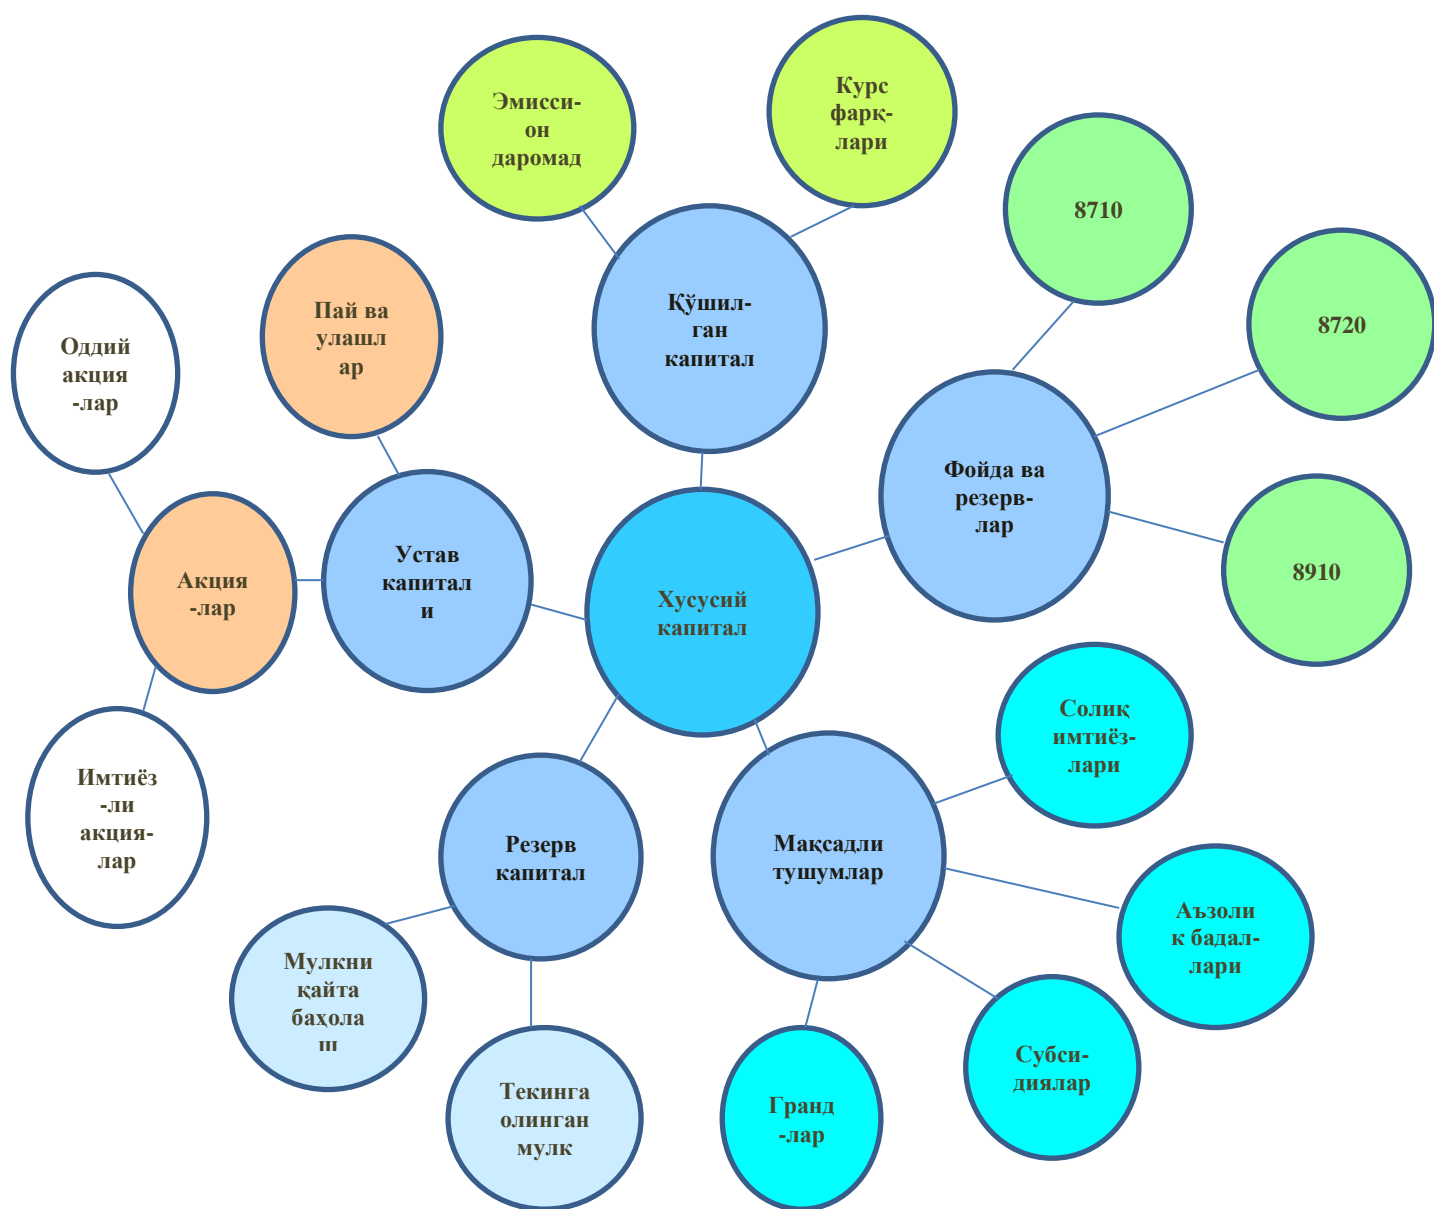 Эмисси-
он
даромад
Курс
фарқ-
лари
8710
8720
Қўшил-
ган
капитал
Пай ва
улашл
ар
Оддий
акция
-лар
Фойда ва
резерв-
лар
8910
Акция
-лар
Устав
капитал
и
Хусусий
капитал
Солиқ
имтиёз-
лари
Имтиёз
-ли
акция-
лар
Резерв
капитал
Мақсадли
тушумлар
Аъзоли
к бадал-
лари
Мулкни
қайта
баҳола
ш
Субси-
диялар
Текинга
олинган
мулк
Гранд
-лар